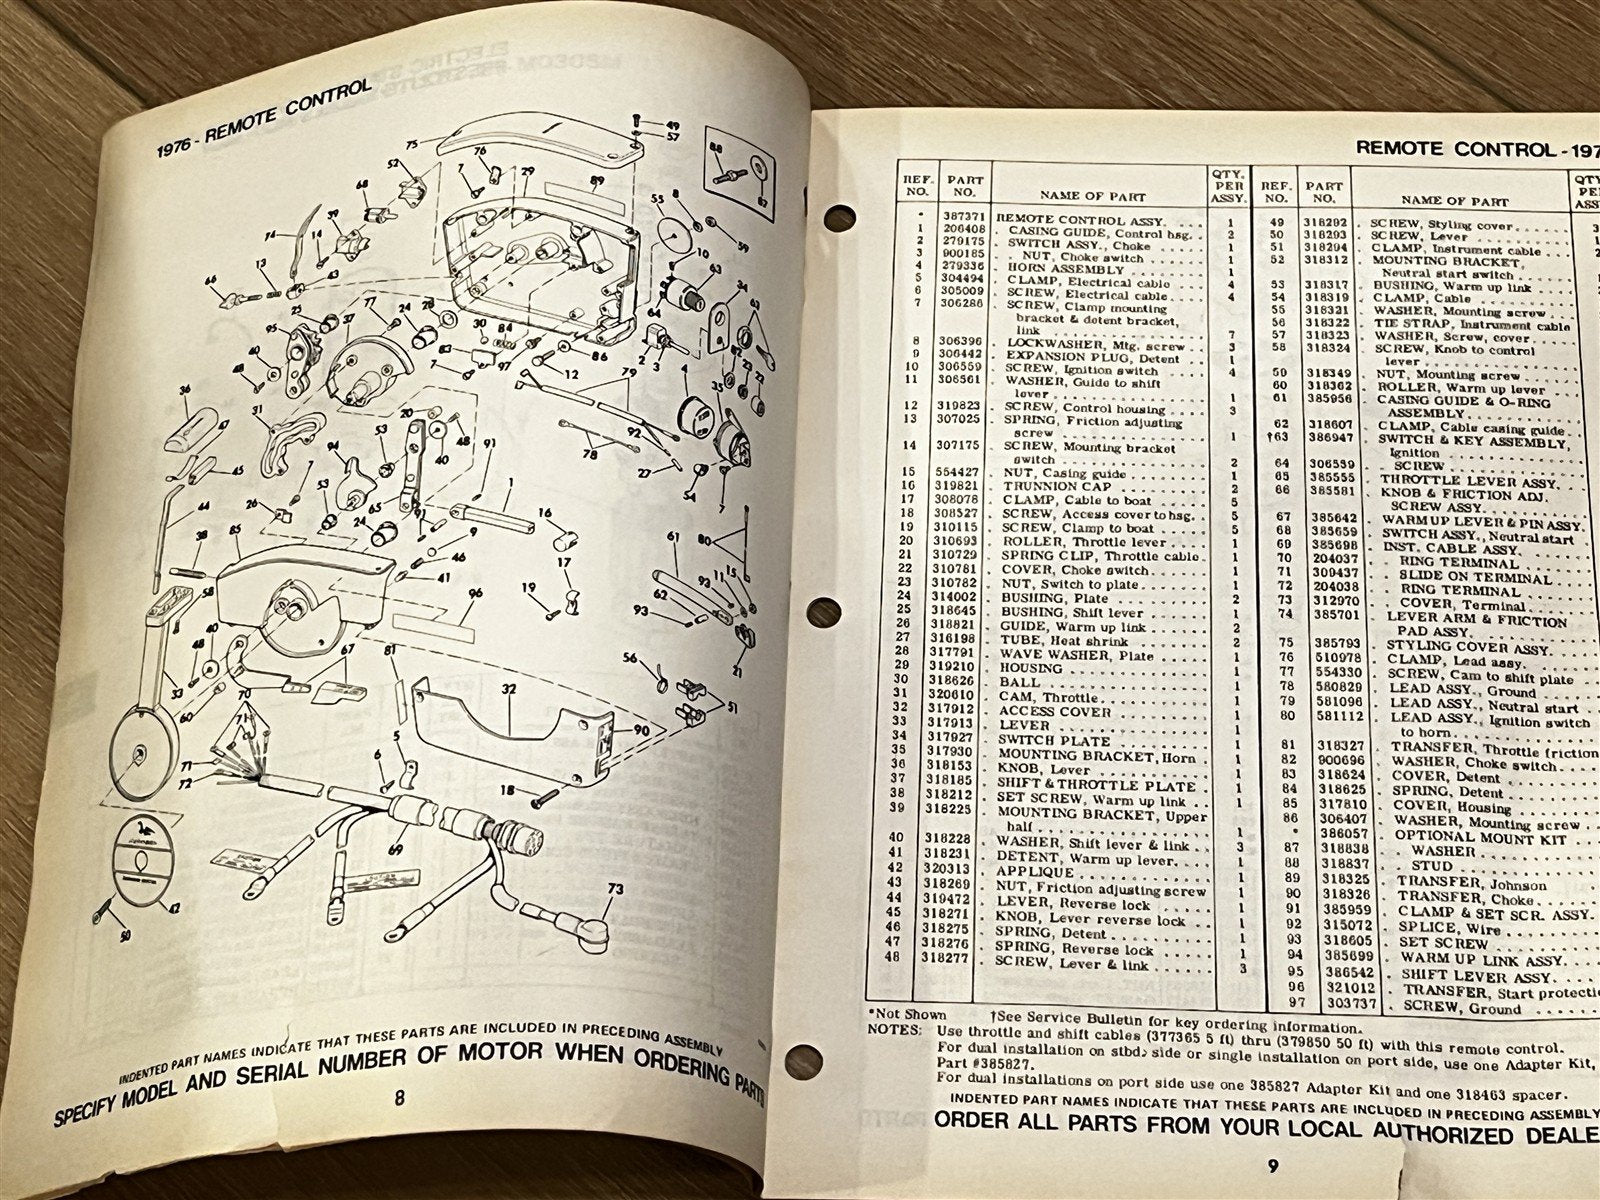 1976 - REMOTE CONTROL
INDENTED PART NAMES INDICATE THAT THESE PARTS ARE INCLUDED IN PRECEDING ASSEMBLY
SPECIFY MODEL AND SERIAL NUMBER OF MOTOR WHEN ORDERING PARTS
8
REMOTE CONTROL - 197
REF. NO. PART NO. NAME OF PART QTY. PER ASSY. REF. NO. PART NO. NAME OF PART
* 387371 REMOTE CONTROL ASSY. 1
1 206408 . CASING GUIDE, Control hsg. . 2
2 279175 . SWITCH ASSY., Choke . . . . 1
3 900185 . . NUT, Choke switch . . . . . 1
4 279336 . HORN ASSEMBLY . . . . . . . 1
5 304494 . CLAMP, Electrical cable . . . . 4
6 305009 . SCREW, Electrical cable . . . . 4
7 306286 . SCREW, Clamp mounting
bracket & detent bracket,
link . . . . . . . . . . . . . 7
8 306396 . LOCKWASHER, Mtg. screw . . 3
9 306442 . EXPANSION PLUG, Detent . . 1
10 306559 . SCREW, Ignition switch . . . . 4
11 306561 . WASHER, Guide to shift
lever . . . . . . . . . . . . . 1
12 319823 . SCREW, Control housing . . . . 3
13 307025 . SPRING, Friction adjusting
screw . . . . . . . . . . . . 1
14 307175 . SCREW, Mounting bracket
switch . . . . . . . . . . . . 2
15 554427 . NUT, Casing guide . . . . . . . 1
16 319821 . TRUNNION CAP . . . . . . . . 2
17 308078 . CLAMP, Cable to boat . . . . . 5
18 308527 . SCREW, Access cover to hsg. . 5
19 310115 . SCREW, Clamp to boat . . . . . 5
20 310693 . ROLLER, Throttle lever . . . . 1
21 310729 . SPRING CLIP, Throttle cable . 1
22 310781 . COVER, Choke switch . . . . . 1
23 310782 . NUT, Switch to plate . . . . . . 1
24 314002 . BUSHING, Plate . . . . . . . . 2
25 318645 . BUSHING, Shift lever . . . . . 1
26 318821 . GUIDE, Warm up link . . . . . 2
27 316198 . TUBE, Heat shrink . . . . . . . 2
28 317791 . WAVE WASHER, Plate . . . . . 1
29 319210 . HOUSING . . . . . . . . . . . . 1
30 318626 . BALL . . . . . . . . . . . . . . 1
31 320610 . CAM, Throttle . . . . . . . . . . 1
32 317912 . ACCESS COVER . . . . . . . . 1
33 317913 . LEVER . . . . . . . . . . . . . 1
34 317927 . SWITCH PLATE . . . . . . . . . 1
35 317930 . MOUNTING BRACKET, Horn . 1
36 318153 . KNOB, Lever . . . . . . . . . . 1
37 318185 . SHIFT & THROTTLE PLATE . 1
38 318212 . SET SCREW, Warm up link . . 1
39 318225 . MOUNTING BRACKET, Upper
half . . . . . . . . . . . . . . 1
40 318228 . WASHER, Shift lever & link . . 3
41 318231 . DETENT, Warm up lever. . . . 1
42 320313 . APPLIQUE . . . . . . . . . . . 1
43 318269 . NUT, Friction adjusting screw 1
44 319472 . LEVER, Reverse lock . . . . . 1
45 318271 . KNOB, Lever reverse lock . . . 1
46 318275 . SPRING, Detent . . . . . . . . . 1
47 318276 . SPRING, Reverse lock . . . . . 1
48 318277 . SCREW, Lever & link . . . . . . 3
49 318292 . SCREW, Styling cover . . . .
50 318293 . SCREW, Lever . . . . . . . .
51 318294 . CLAMP, Instrument cable . . .
52 318312 . MOUNTING BRACKET,
Neutral start switch . . . . .
53 318317 . BUSHING, Warm up link . . .
54 318319 . CLAMP, Cable . . . . . . . .
55 318321 . WASHER, Mounting screw . .
56 318322 . TIE STRAP, Instrument cable
57 318323 . WASHER, Screw, cover . . . .
58 318324 . SCREW, Knob to control
lever . . . . . . . . . . . .
59 318349 . NUT, Mounting screw . . . .
60 318362 . ROLLER, Warm up lever
61 385956 . CASING GUIDE & O-RING
ASSEMBLY . . . . . . . . .
62 318607 . CLAMP, Cable casing guide . .
†63 386947 . SWITCH & KEY ASSEMBLY,
Ignition . . . . . . . . . .
64 306559 . . SCREW . . . . . . . . . .
65 385555 . THROTTLE LEVER ASSY. . .
66 385581 . KNOB & FRICTION ADJ.
SCREW ASSY. . . . . . . . .
67 385642 . WARM UP LEVER & PIN ASSY.
68 385659 . SWITCH ASSY., Neutral start
69 385698 . INST. CABLE ASSY. . . . . .
70 204037 . . RING TERMINAL . . . . . .
71 309437 . . SLIDE ON TERMINAL . . . .
72 204038 . . RING TERMINAL . . . . . .
73 312970 . . COVER, Terminal . . . . . .
74 385701 . LEVER ARM & FRICTION
PAD ASSY. . . . . . . . . .
75 385793 . STYLING COVER ASSY. . . .
76 510978 . CLAMP, Lead assy. . . . . .
77 554330 . SCREW, Cam to shift plate . .
78 580829 . LEAD ASSY., Ground . . . .
79 581096 . LEAD ASSY., Neutral start . .
80 581112 . LEAD ASSY., Ignition switch
to horn . . . . . . . . . . .
81 318327 . TRANSFER, Throttle friction
82 900696 . WASHER, Choke switch . . . .
83 318624 . COVER, Detent . . . . . . .
84 318625 . SPRING, Detent . . . . . . .
85 317810 . COVER, Housing . . . . . .
86 306407 . WASHER, Mounting screw . .
* 386057 . OPTIONAL MOUNT KIT . . .
87 318838 . . WASHER . . . . . . . . .
88 318837 . . STUD . . . . . . . . . . .
89 318325 . TRANSFER, Johnson . . . .
90 318326 . TRANSFER, Choke . . . . . .
91 385959 . CLAMP & SET SCR. ASSY. . .
92 315072 . SPLICE, Wire . . . . . . . .
93 318605 . SET SCREW . . . . . . . . .
94 385699 . WARM UP LINK ASSY. . . . .
95 386542 . SHIFT LEVER ASSY. . . . . .
96 321012 . TRANSFER, Start
97 303737 . SCREW, Ground . . . . . . .
*Not Shown †See Service Bulletin for key ordering information.
NOTES: Use throttle and shift cables (377365 5 ft) thru (379850 50 ft) with this remote control.
For dual installation on stbd. side or single installation on port side, use one Adapter Kit,
Part #385827.
For dual installations on port side use one 385827 Adapter Kit and one 318463 spacer.
INDENTED PART NAMES INDICATE THAT THESE PARTS ARE INCLUDED IN PRECEDING ASSEMBLY
ORDER ALL PARTS FROM YOUR LOCAL AUTHORIZED DEALE
9